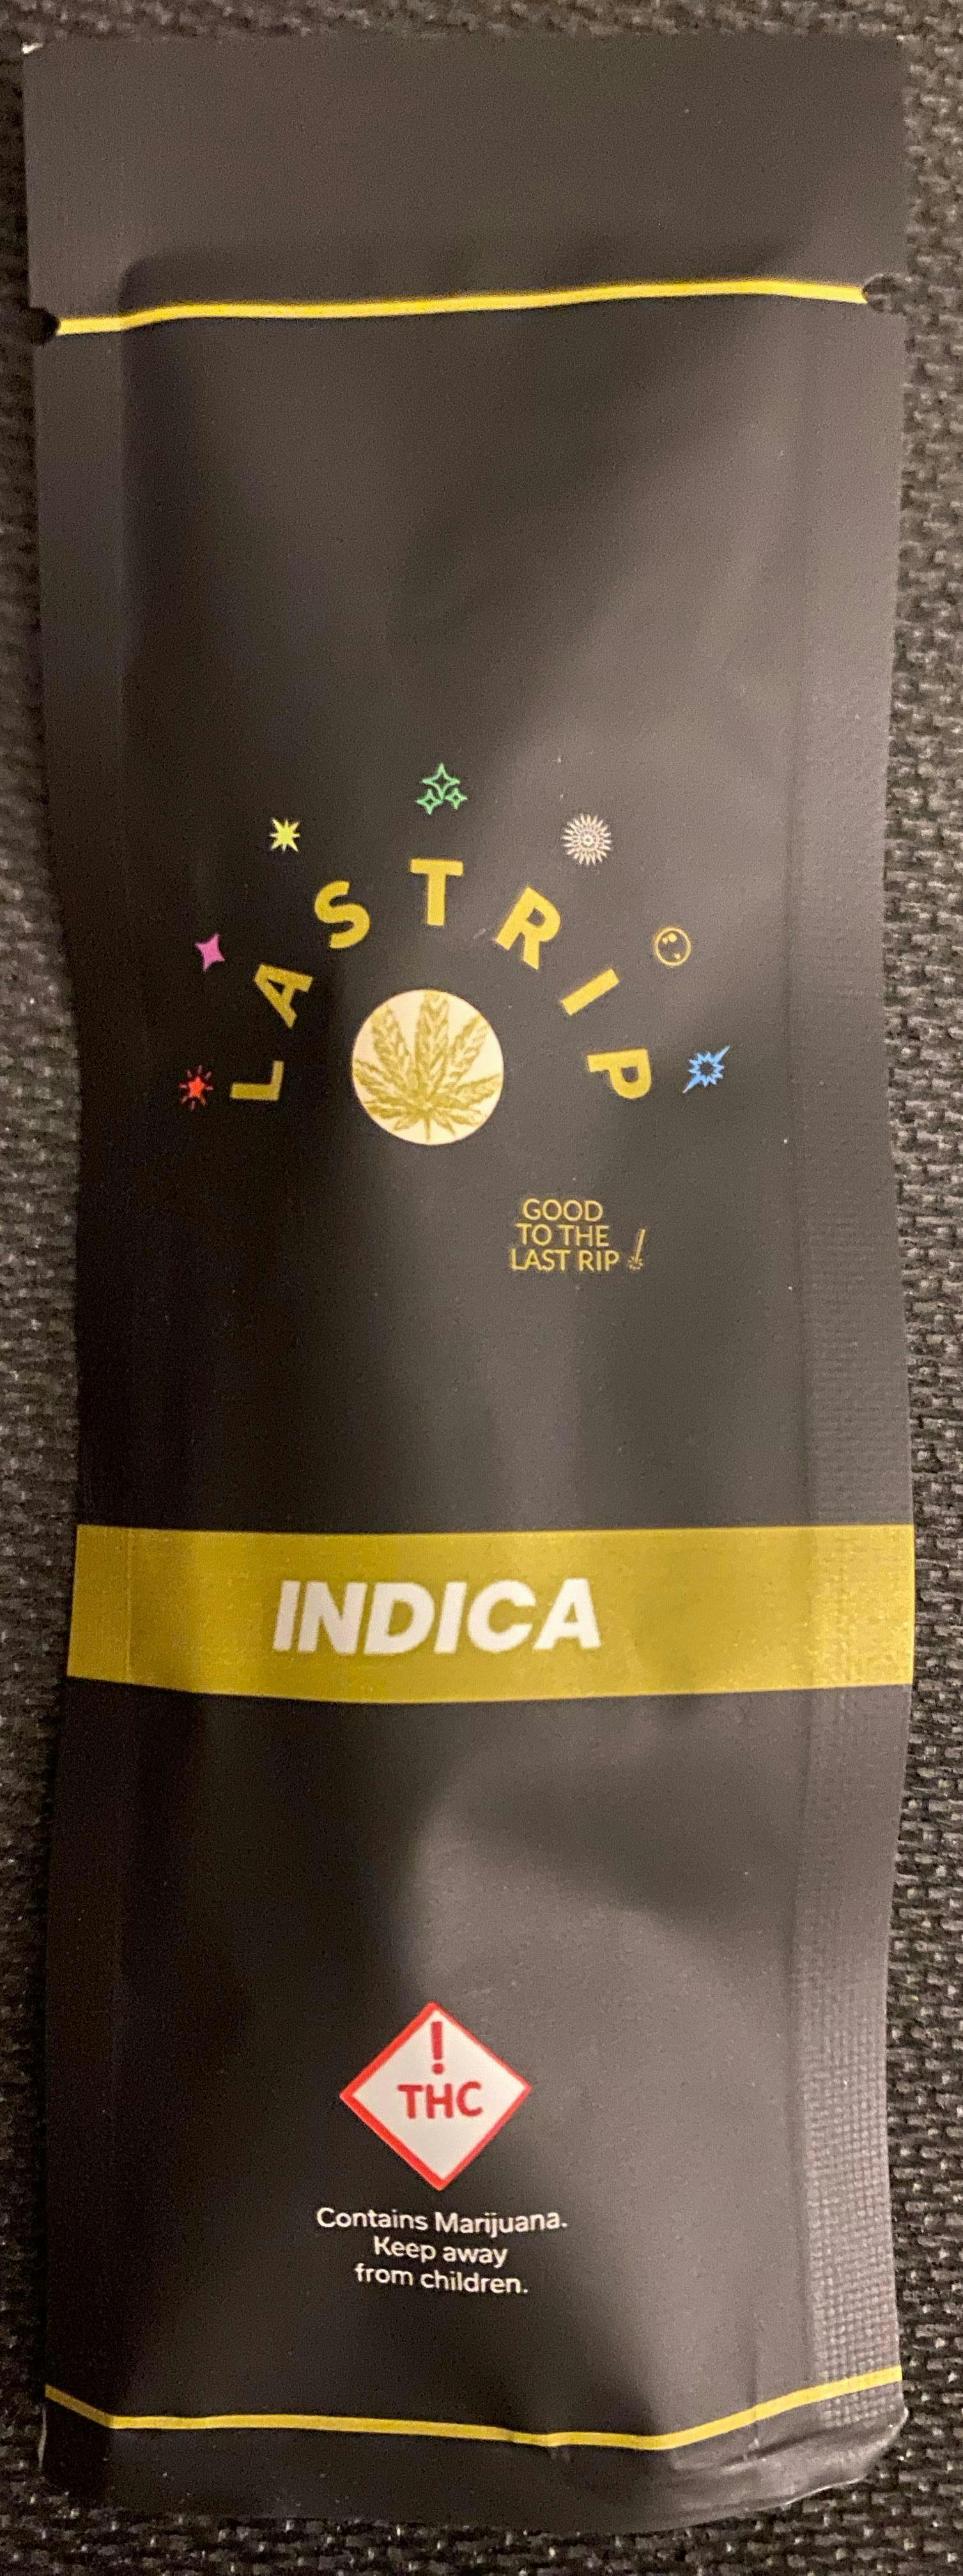 LASTRIP
GOOD
TO THE
LAST RIP
INDICA
!
THC
Contains Marijuana.
Keep away
from children.